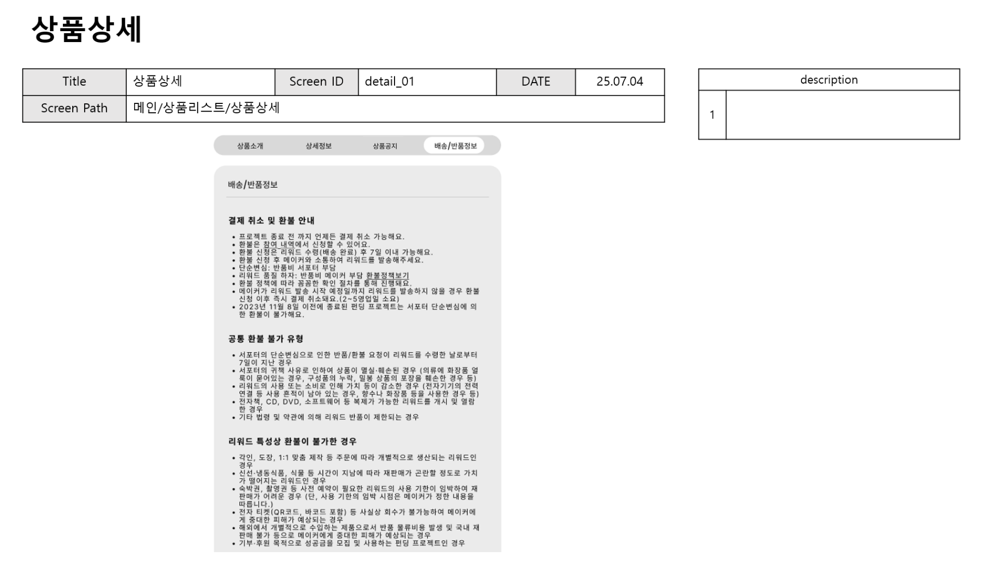 상품상세
Title 상품상세 Screen ID detail_01 DATE 25.07.04
Screen Path 메인/상품리스트/상품상세
description
1
상품소개 상세정보 상품공지 배송/반품정보
배송/반품정보
결제 취소 및 환불 안내
• 프로젝트 종료 전 까지 언제든 결제 취소 가능해요.
• 환불은 참여 내역에서 신청할 수 있어요.
• 환불 신청은 리워드 수령(배송 완료) 후 7일 이내 가능해요.
• 환불 신청 후 메이커와 소통하여 리워드를 발송해주세요.
• 단순변심: 반품비 서포터 부담
• 리워드 품질 하자: 반품비 메이커 부담 환불정책보기
• 환불 정책에 따라 꼼꼼한 확인 절차를 통해 진행돼요.
• 메이커가 리워드 발송 시작 예정일까지 리워드를 발송하지 않을 경우 환불
신청 이후 즉시 결제 취소돼요.(2~5영업일 소요)
• 2023년 11월 8일 이전에 종료된 펀딩 프로젝트는 서포터 단순변심에 의
한 환불이 불가해요.
공통 환불 불가 유형
• 서포터의 단순변심으로 인한 반품/환불 요청이 리워드를 수령한 날로부터
7일이 지난 경우
• 서포터의 귀책 사유로 인하여 상품이 멸실·훼손된 경우 (의류에 화장품 얼
룩이 묻어있는 경우, 구성품의 누락, 밀봉 상품의 포장을 훼손한 경우 등)
• 리워드의 사용 또는 소비로 인해 가치 등이 감소한 경우 (전자기기의 전력
연결 등 사용 흔적이 남아 있는 경우, 향수나 화장품 등을 사용한 경우 등)
• 전자책, CD, DVD, 소프트웨어 등 복제가 가능한 리워드를 개시 및 열람
한 경우
• 기타 법령 및 약관에 의해 리워드 반품이 제한되는 경우
리워드 특성상 환불이 불가한 경우
• 각인, 도장, 1:1 맞춤 제작 등 주문에 따라 개별적으로 생산되는 리워드인
경우
• 신선·냉동식품, 식물 등 시간이 지남에 따라 재판매가 곤란할 정도로 가치
가 떨어지는 리워드인 경우
• 숙박권, 촬영권 등 사전 예약이 필요한 리워드의 사용 기한이 임박하여 재
판매가 어려운 경우 (단, 사용 기한의 임박 시점은 메이커가 정한 내용을
따릅니다.)
• 전자 티켓(QR코드, 바코드 포함) 등 사실상 회수가 불가능하여 메이커에
게 중대한 피해가 예상되는 경우
• 해외에서 개별적으로 수입하는 제품으로서 반품 물류비용 발생 및 국내 재
판매 불가 등으로 메이커에게 중대한 피해가 예상되는 경우
• 기부·후원 목적으로 성공금을 모집 및 사용하는 펀딩 프로젝트인 경우